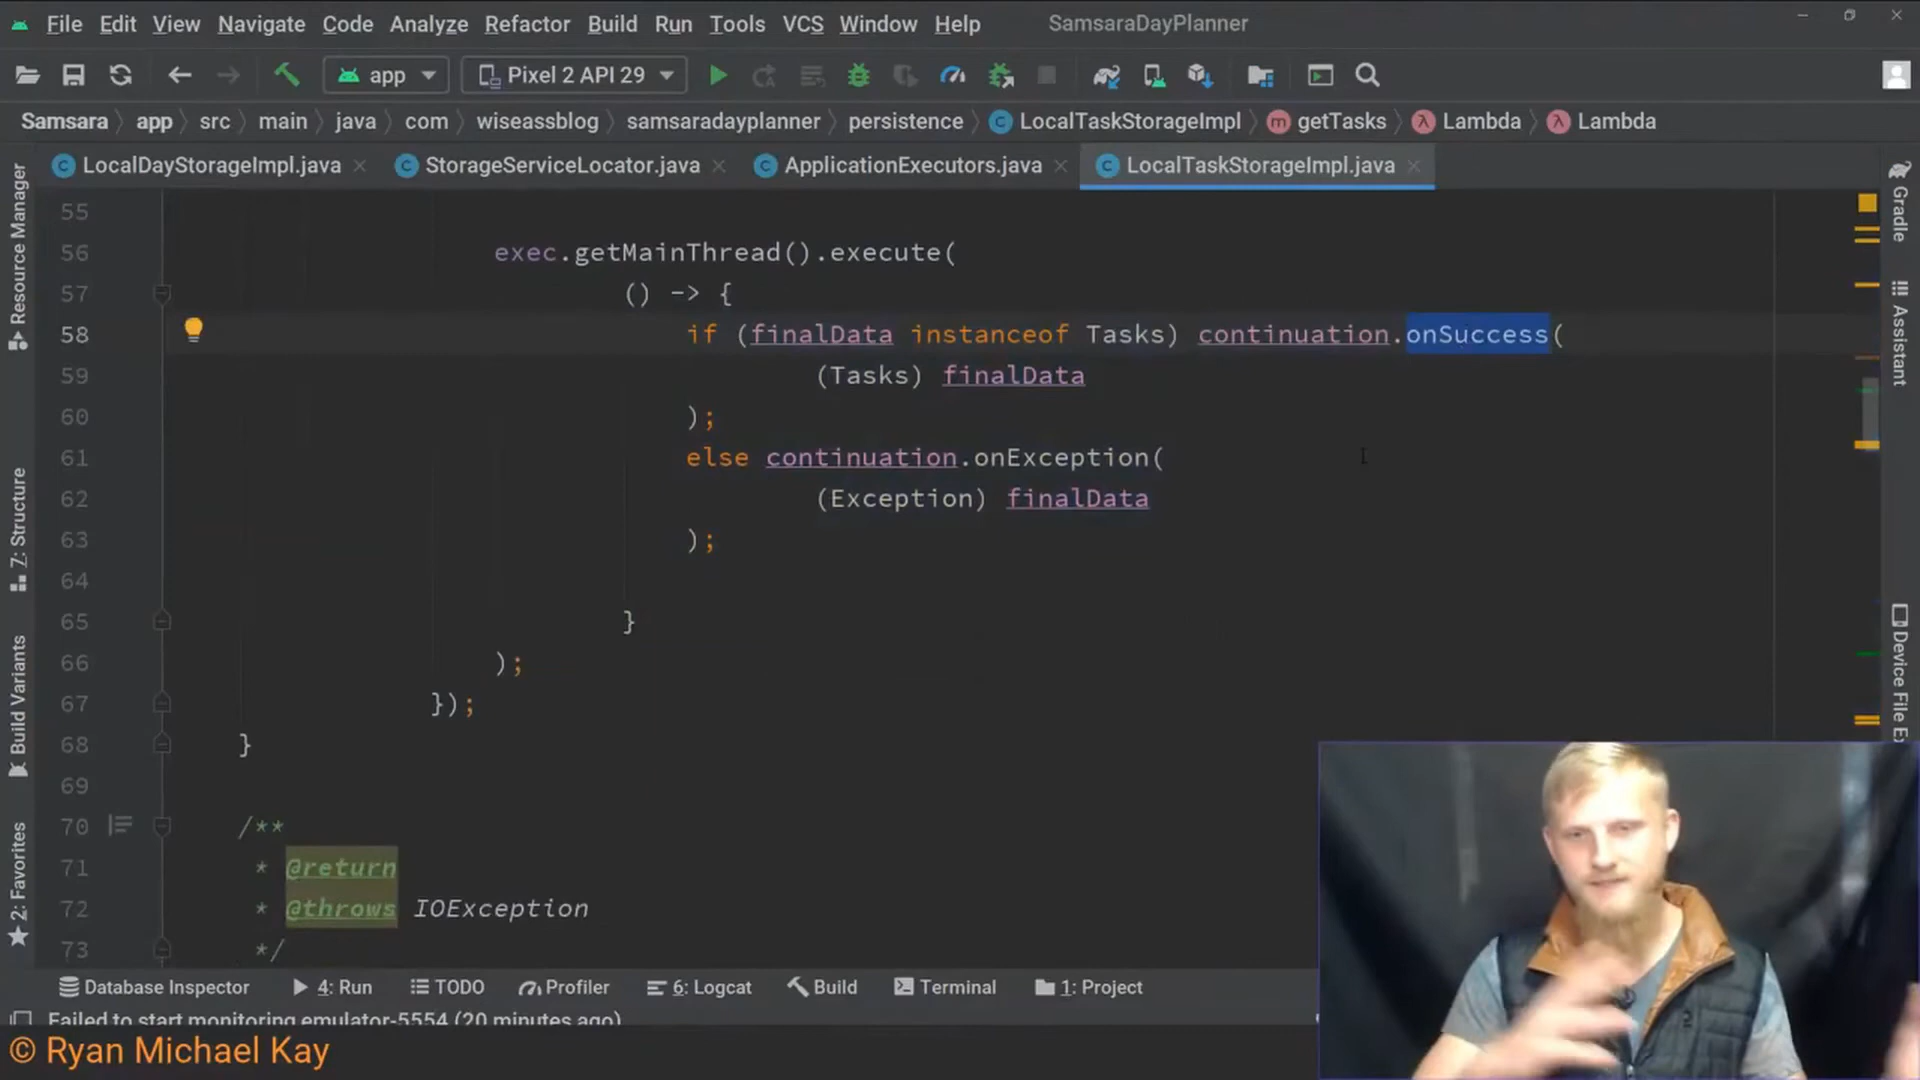 File Edit View Navigate Code Analyze Refactor Build Run Tools VCS Window Help SamsaraDayPlanner
app Pixel 2 API 29
Samsara app src main java com wiseassblog samsaradayplanner persistence LocalTaskStorageImpl getTasks Lambda Lambda
LocalDayStorageImpl.java StorageServiceLocator.java ApplicationExecutors.java LocalTaskStorageImpl.java
Resource Manager
7: Structure
Build Variants
2: Favorites
55
56 exec.getMainThread().execute(
57 () -> {
58 if (finalData instanceof Tasks) continuation.onSuccess(
59 (Tasks) finalData
60 );
61 else continuation.onException(
62 (Exception) finalData
63 );
64
65 }
66 );
67 });
68 }
69
70 /**
71 * @return
72 * @throws IOException
73 */
Gradle
Assistant
Device File Ex
Database Inspector 4: Run TODO Profiler 6: Logcat Build Terminal 1: Project
Failed to start monitoring emulator-5554 (20 minutes ago)
© Ryan Michael Kay